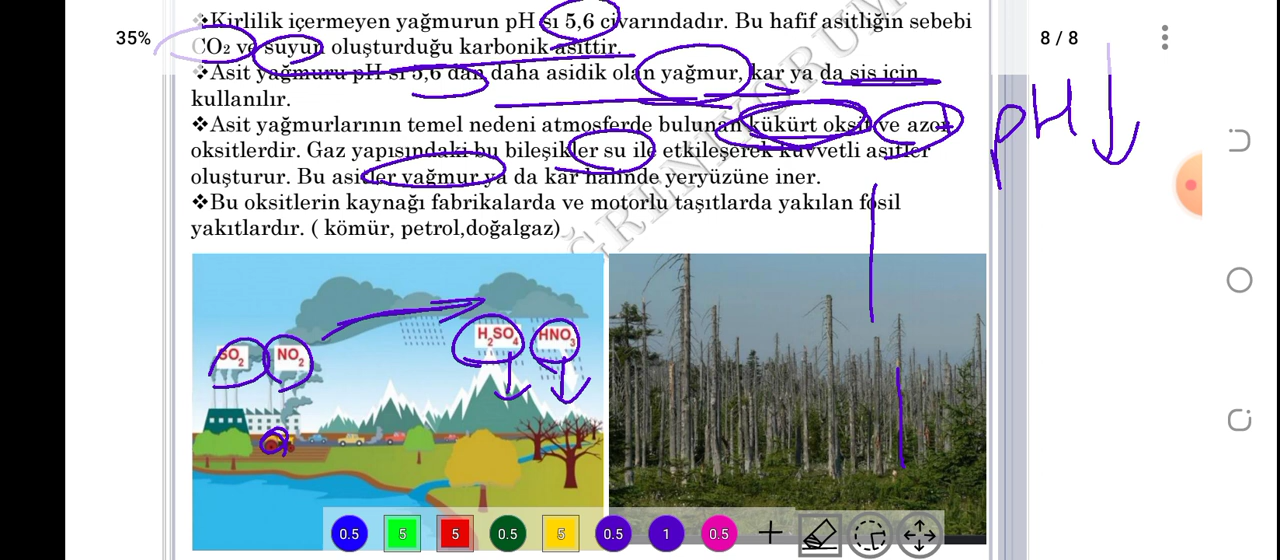 ❖Kirlilik içermeyen yağmurun pH sı 5,6 civarındadır. Bu hafif asitliğin sebebi
35%
8 / 8
CO₂ ve suyun oluşturduğu karbonik asittir.
❖Asit yağmuru pH sı 5,6 dan daha asidik olan yağmur, kar ya da sis için
kullanılır.
pH↓
❖Asit yağmurlarının temel nedeni atmosferde bulunan kükürt oksit ve azot
oksitlerdir. Gaz yapısındaki bu bileşikler su ile etkileşerek kuvvetli asitler
oluşturur. Bu asitler yağmur ya da kar halinde yeryüzüne iner.
❖Bu oksitlerin kaynağı fabrikalarda ve motorlu taşıtlarda yakılan fosil
yakıtlardır. ( kömür, petrol,doğalgaz)
SO₂ NO₂ H₂SO₄ HNO₃
0.5 5 5 0.5 5 0.5 1 0.5